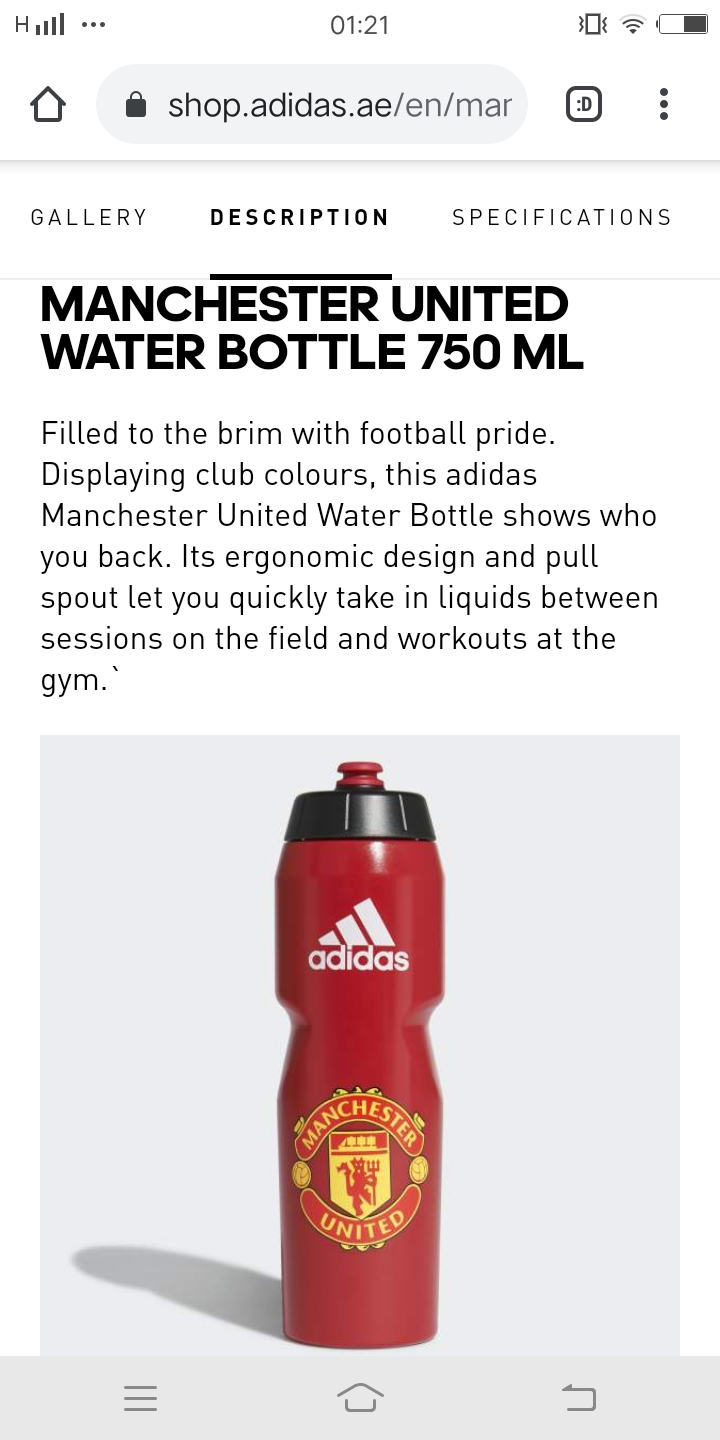 H
01:21
shop.adidas.ae/en/mar
:D
GALLERY DESCRIPTION SPECIFICATIONS
MANCHESTER UNITED
WATER BOTTLE 750 ML
Filled to the brim with football pride.
Displaying club colours, this adidas
Manchester United Water Bottle shows who
you back. Its ergonomic design and pull
spout let you quickly take in liquids between
sessions on the field and workouts at the
gym.`
adidas
MANCHESTER
UNITED